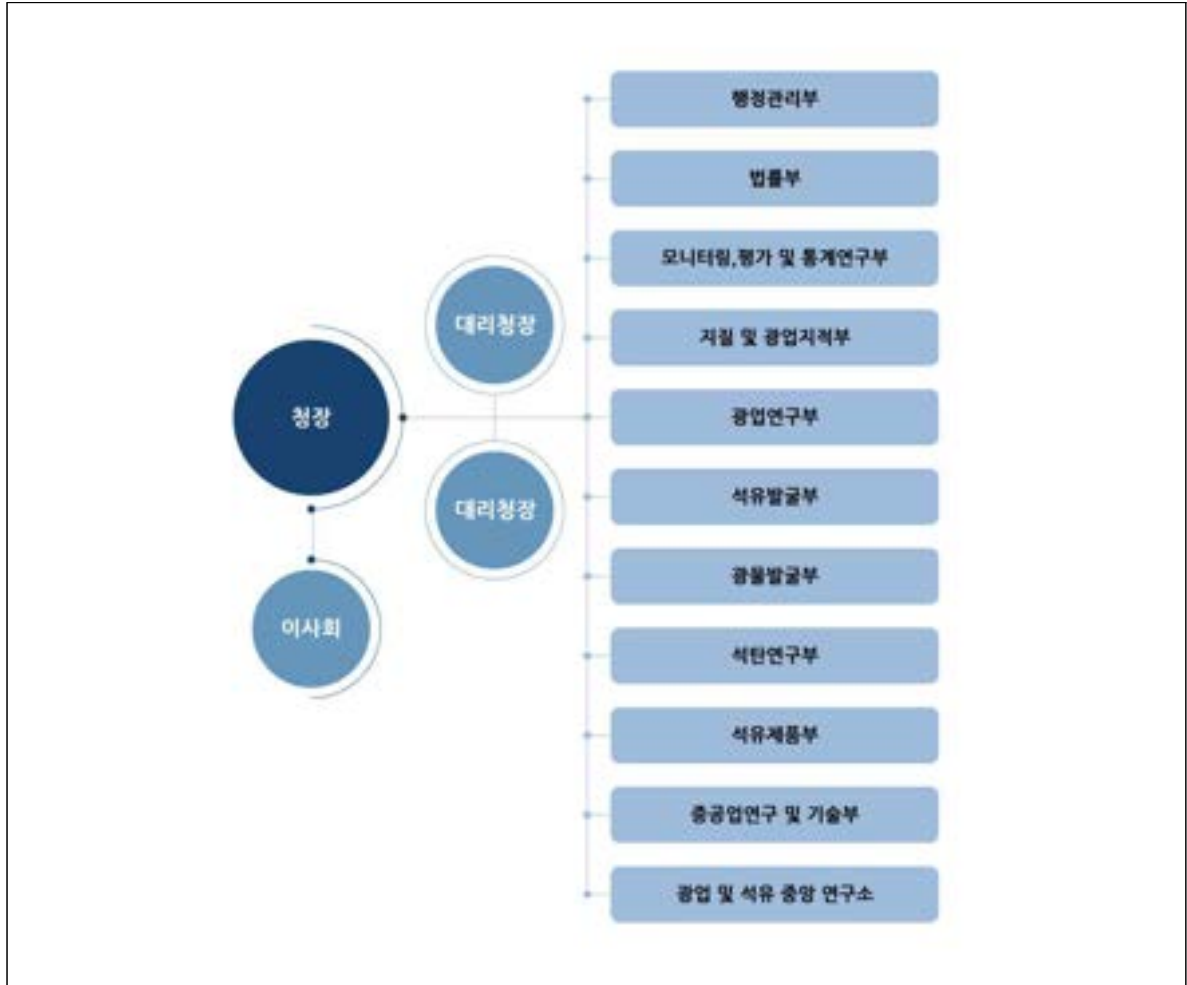 청장
이사회
대리청장
대리청장
행정관리부
법률부
모니터링,평가 및 통계연구부
지질 및 광업지적부
광업연구부
석유발굴부
광물발굴부
석탄연구부
석유제품부
중공업연구 및 기술부
광업 및 석유 중앙 연구소